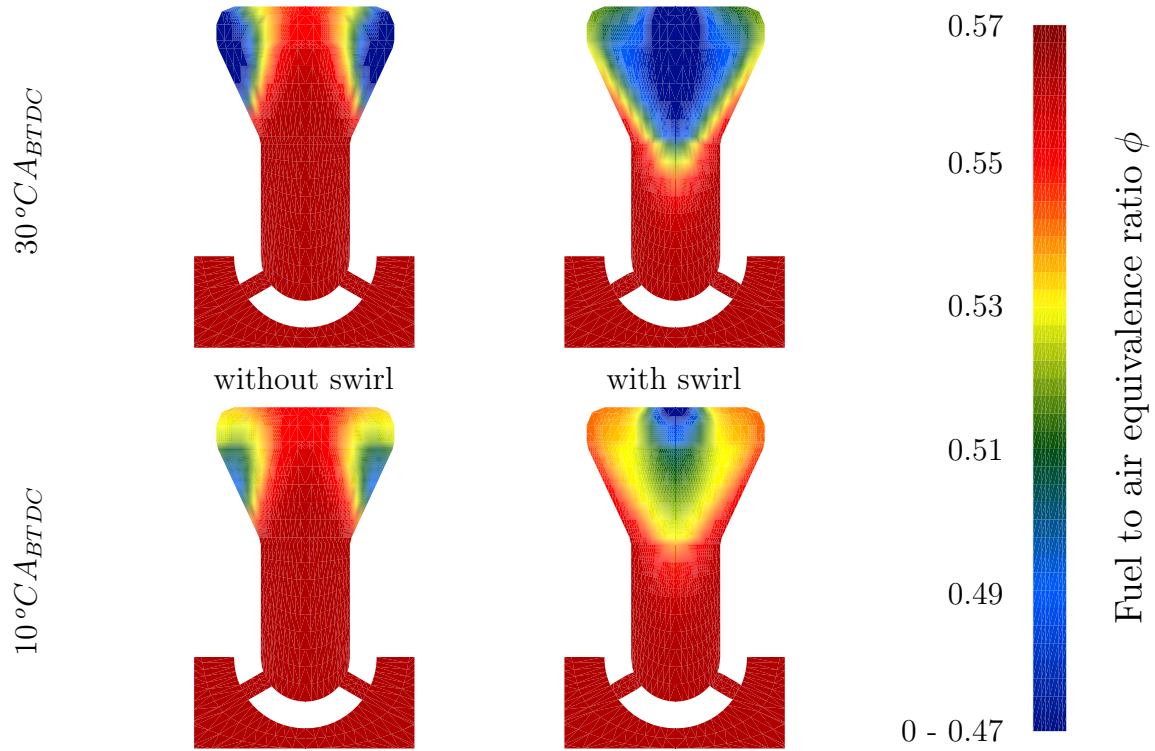 30 °CA_BTDC
without swirl
with swirl
10 °CA_BTDC
0.57
0.55
0.53
0.51
0.49
0 - 0.47
Fuel to air equivalence ratio ϕ